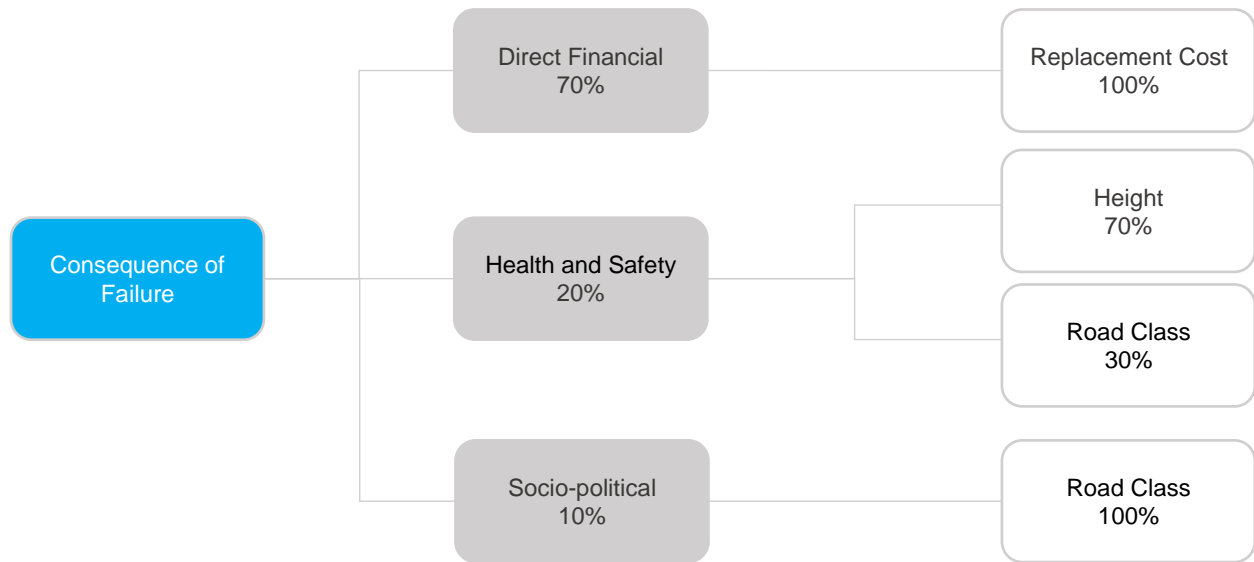 Consequence of
Failure
Direct Financial
70%
Replacement Cost
100%
Health and Safety
20%
Height
70%
Road Class
30%
Socio-political
10%
Road Class
100%